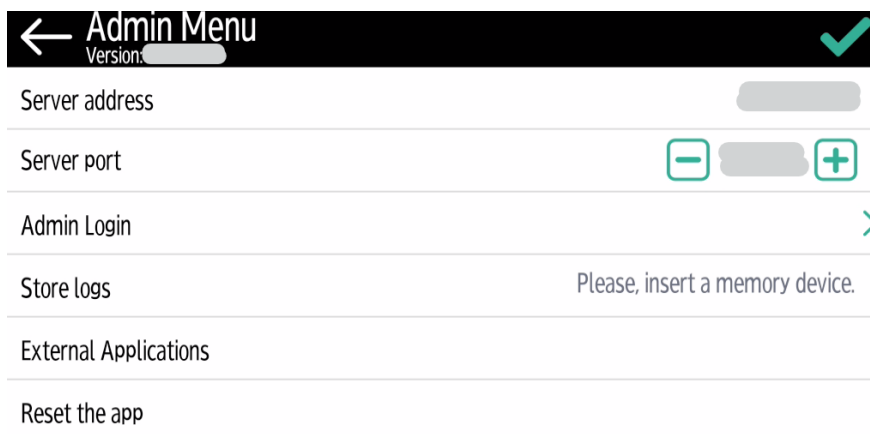 Admin Menu
Version:
Server address
Server port
Admin Login
Store logs
Please, insert a memory device.
External Applications
Reset the app